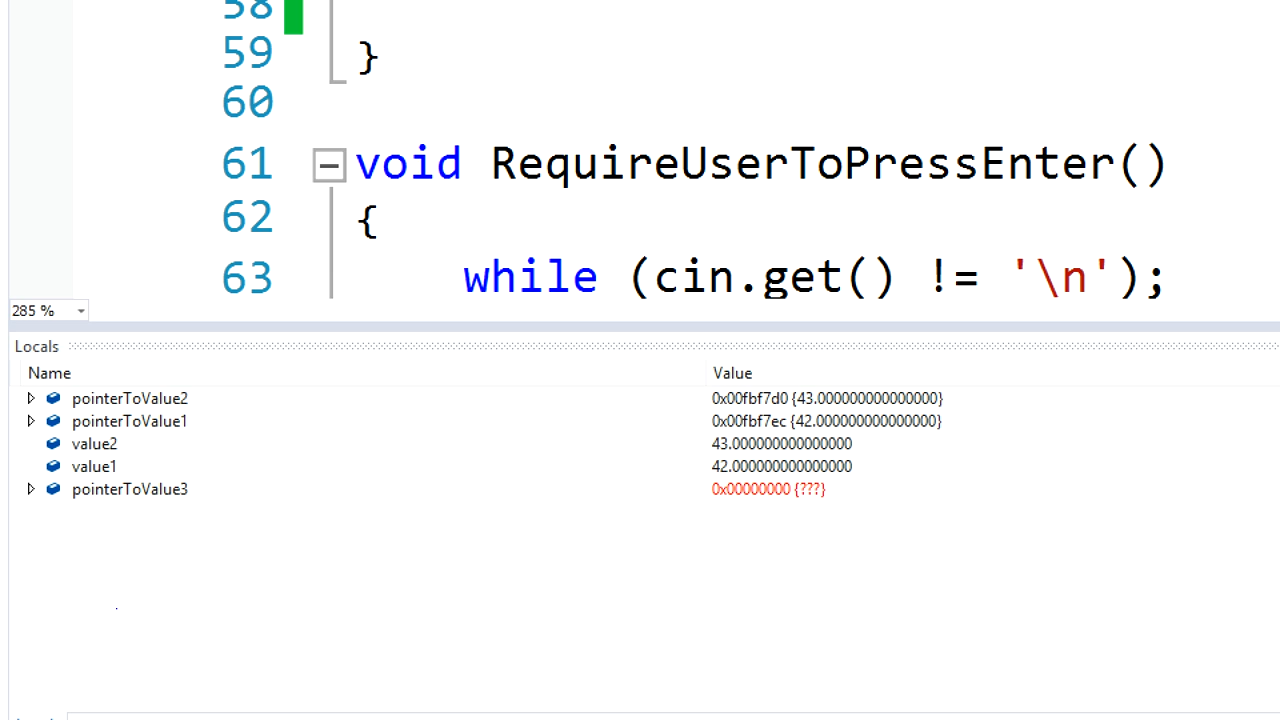 58
59 }
60
61 void RequireUserToPressEnter()
62 {
63 while (cin.get() != '\n');
285 %
Locals
Name Value
pointerToValue2 0x00fbf7d0 {43.000000000000000}
pointerToValue1 0x00fbf7ec {42.000000000000000}
value2 43.000000000000000
value1 42.000000000000000
pointerToValue3 0x00000000 {???}